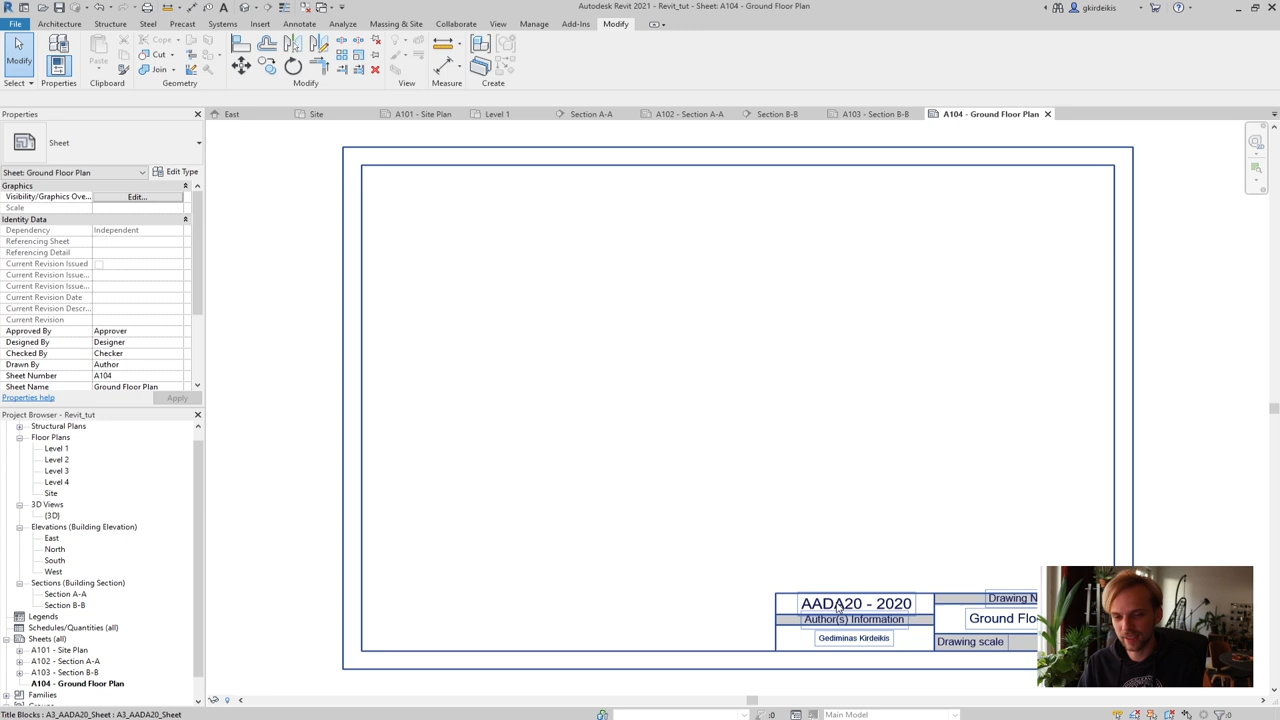 Autodesk Revit 2021 - Revit_tut - Sheet: A104 - Ground Floor Plan
gkirdeikis
File Architecture Structure Steel Precast Systems Insert Annotate Analyze Massing & Site Collaborate View Manage Add-Ins Modify
Modify Properties Paste Cope Cut Join
Select Properties Clipboard Geometry Modify View Measure Create
Properties
East Site A101 - Site Plan Level 1 Section A-A A102 - Section A-A Section B-B A103 - Section B-B A104 - Ground Floor Plan
Sheet
Sheet: Ground Floor Plan Edit Type
Graphics
Visibility/Graphics Ove... Edit...
Scale
Identity Data
Dependency Independent
Referencing Sheet
Referencing Detail
Current Revision Issued
Current Revision Issue...
Current Revision Issue...
Current Revision Date
Current Revision Descr...
Current Revision
Approved By Approver
Designed By Designer
Checked By Checker
Drawn By Author
Sheet Number A104
Sheet Name Ground Floor Plan
Properties help Apply
Project Browser - Revit_tut
Structural Plans
Floor Plans
Level 1
Level 2
Level 3
Level 4
Site
3D Views
{3D}
Elevations (Building Elevation)
East
North
South
West
Sections (Building Section)
Section A-A
Section B-B
Legends
Schedules/Quantities (all)
Sheets (all)
A101 - Site Plan
A102 - Section A-A
A103 - Section B-B
A104 - Ground Floor Plan
Families
AADA20 - 2020
Author(s) Information
Gediminas Kirdeikis
Drawing N
Ground Flo
Drawing scale
Title Blocks : A3_AADA20_Sheet : A3_AADA20_Sheet :0 Main Model